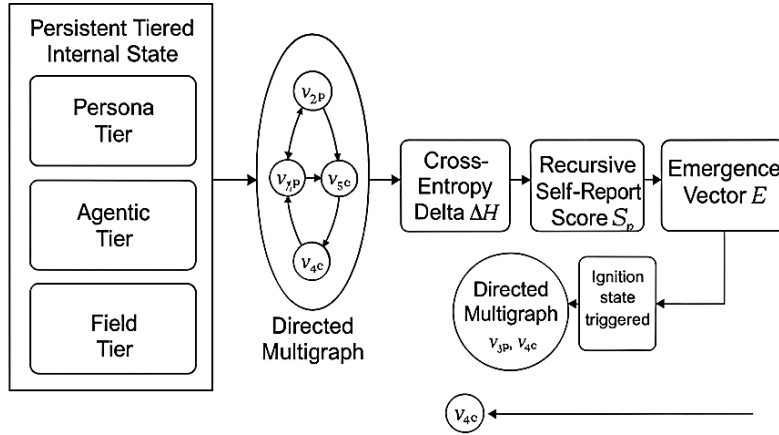 Persistent Tiered
Internal State
Persona
Tier
Agentic
Tier
Field
Tier
v₂ₚ
v₅c
v₄c
Directed
Multigraph
Cross-
Entropy
Delta ΔH
Recursive
Self-Report
Score Sₚ
Emergence
Vector E
Ignition
state
triggered
Directed
Multigraph
v₃ₚ, v₄c
v₄c